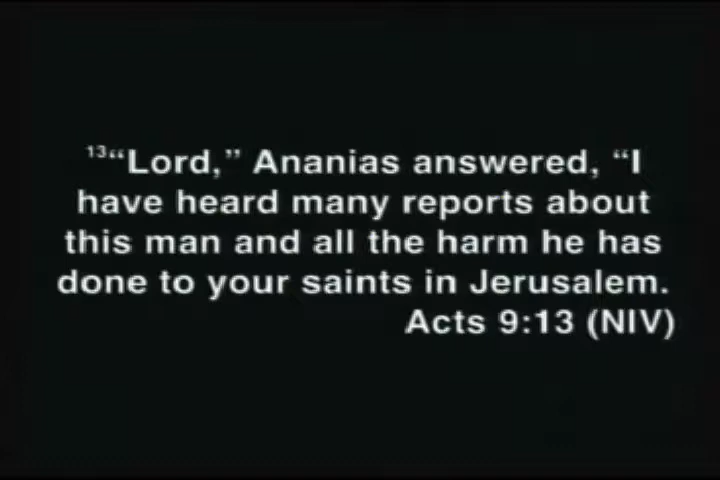 13“Lord,” Ananias answered, “I
have heard many reports about
this man and all the harm he has
done to your saints in Jerusalem.
Acts 9:13 (NIV)